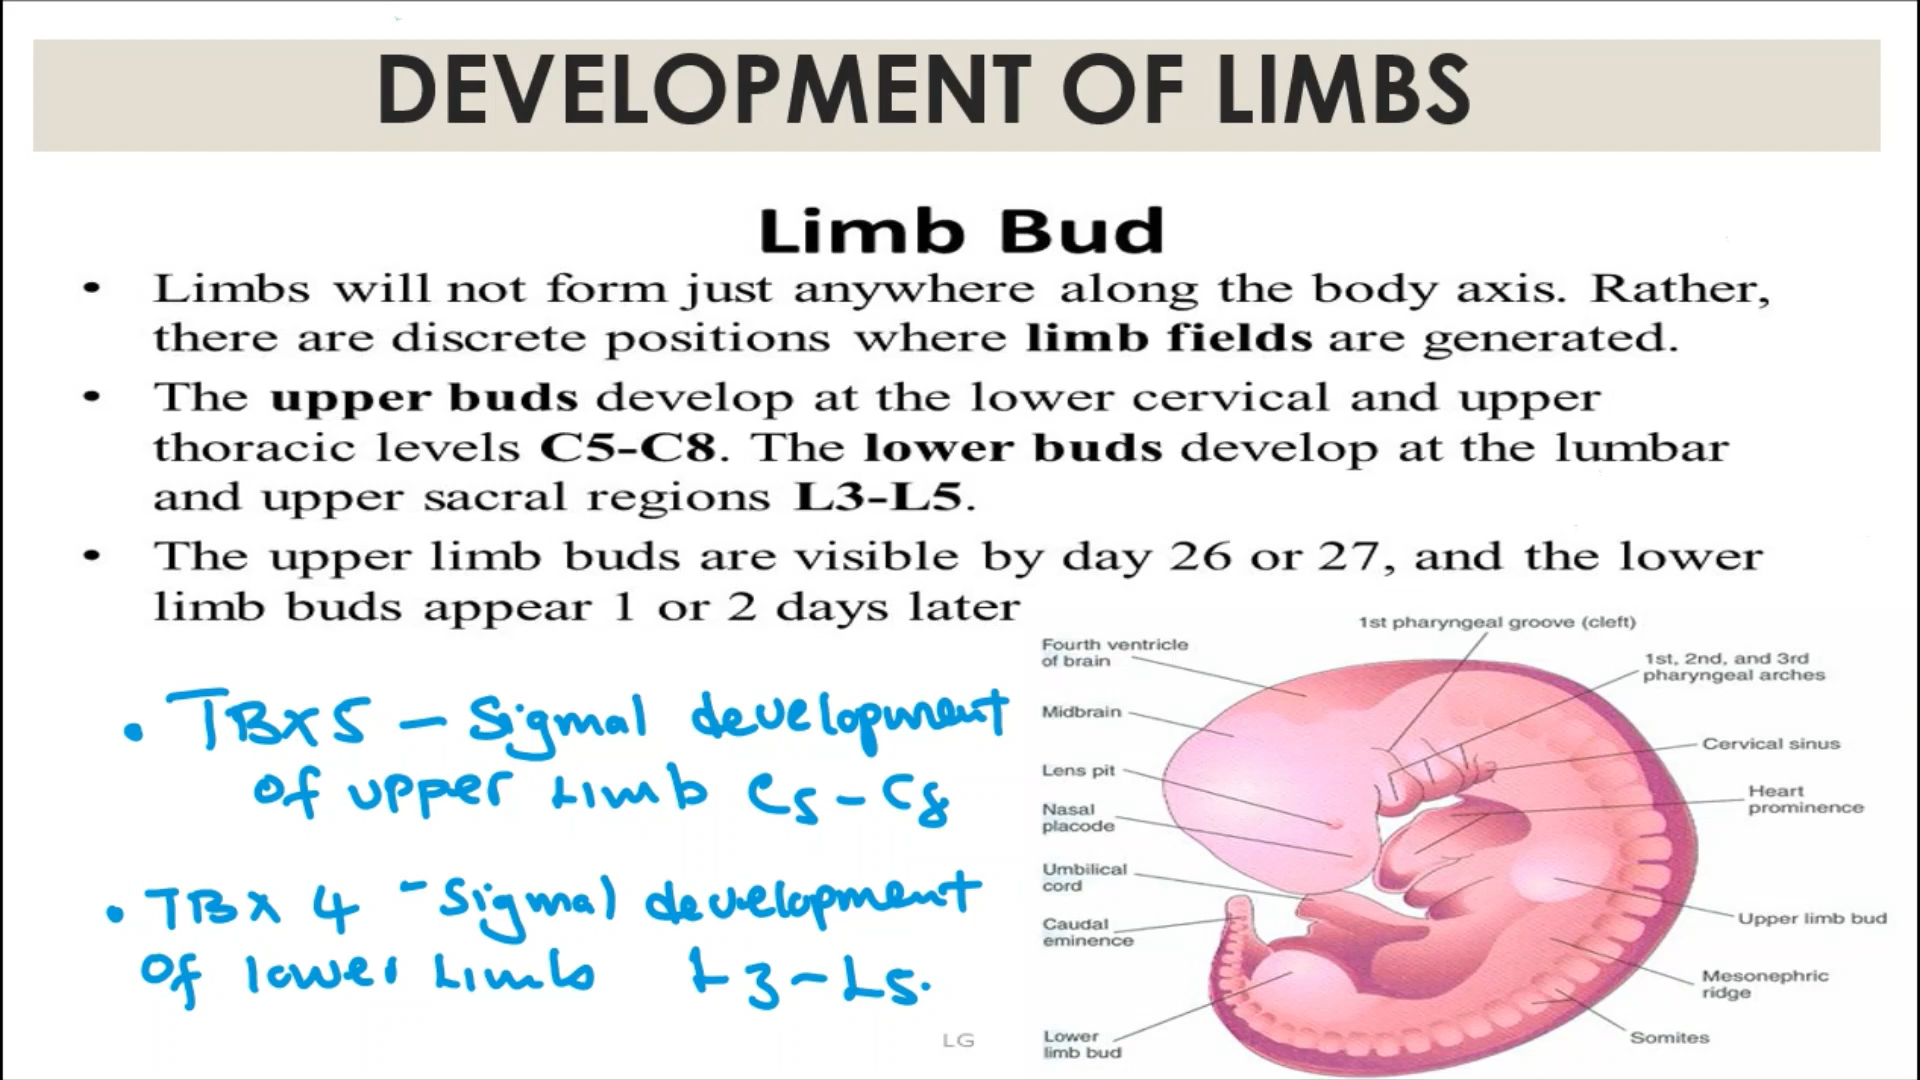 DEVELOPMENT OF LIMBS
Limb Bud
• Limbs will not form just anywhere along the body axis. Rather,
there are discrete positions where limb fields are generated.
• The upper buds develop at the lower cervical and upper
thoracic levels C5-C8. The lower buds develop at the lumbar
and upper sacral regions L3-L5.
• The upper limb buds are visible by day 26 or 27, and the lower
limb buds appear 1 or 2 days later
• TBX5 – Sigmal development
of upper Limb C5 – C8
• TBX 4 – Sigmal development
of lower Limb L3 – L5.
1st pharyngeal groove (cleft)
Fourth ventricle
of brain
1st, 2nd, and 3rd
pharyngeal arches
Midbrain
Cervical sinus
Lens pit
Heart
prominence
Nasal
placode
Umbilical
cord
Upper limb bud
Caudal
eminence
Mesonephric
ridge
Somites
Lower
limb bud
LG